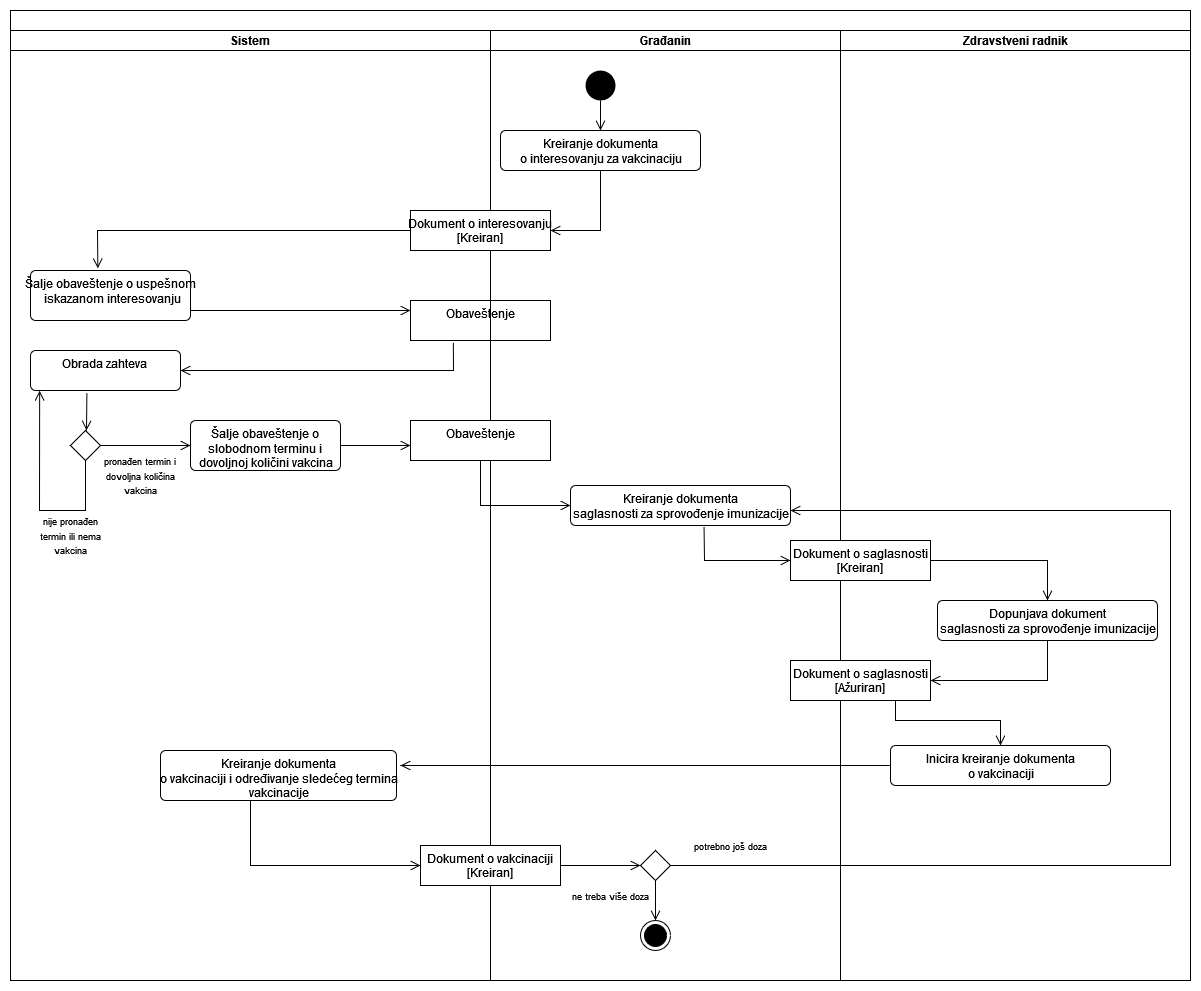 Sistem
Građanin
Zdravstveni radnik
Kreiranje dokumenta
o interesovanju za vakcinaciju
Dokument o interesovanju
[Kreiran]
Šalje obaveštenje o uspešnom
iskazanom interesovanju
Obaveštenje
Obrada zahteva
Šalje obaveštenje o
slobodnom terminu i
dovoljnoj količini vakcina
Obaveštenje
pronađen termin i
dovoljna količina
vakcina
nije pronađen
termin ili nema
vakcina
Kreiranje dokumenta
saglasnosti za sprovođenje imunizacije
Dokument o saglasnosti
[Kreiran]
Dopunjava dokument
saglasnosti za sprovođenje imunizacije
Dokument o saglasnosti
[Ažuriran]
Inicira kreiranje dokumenta
o vakcinaciji
Kreiranje dokumenta
o vakcinaciji i određivanje sledećeg termina
vakcinacije
Dokument o vakcinaciji
[Kreiran]
potrebno još doza
ne treba više doza